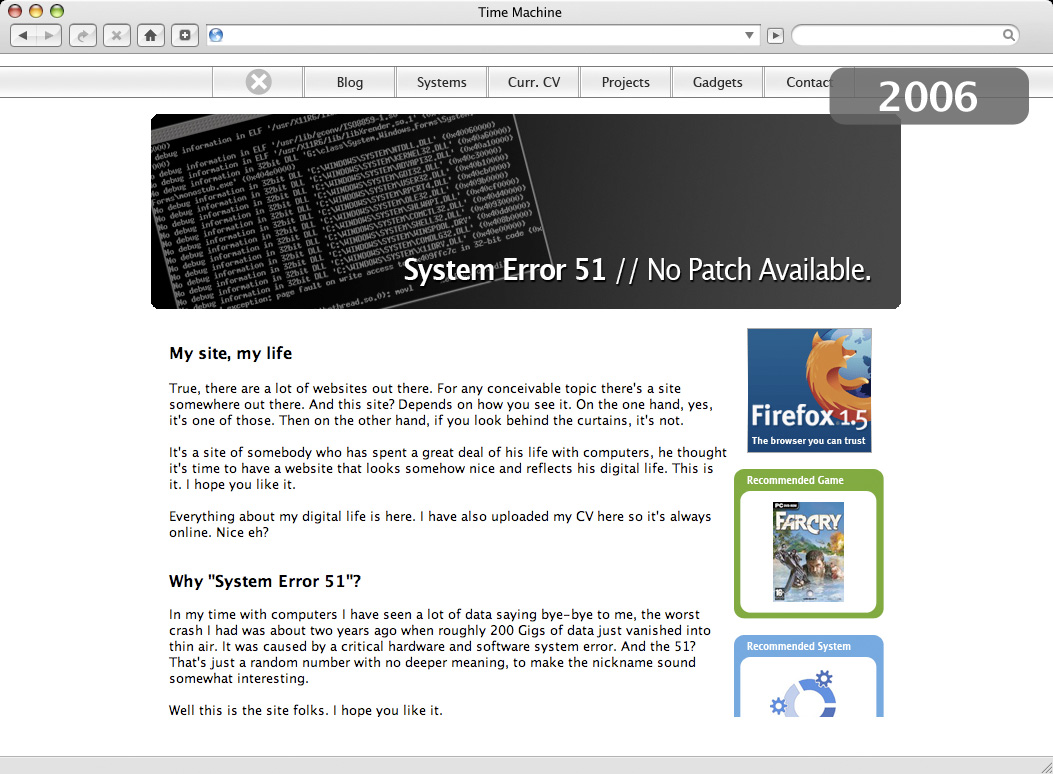 Time Machine
Blog
Systems
Curr. CV
Projects
Gadgets
Contact
2006
System Error 51 // No Patch Available.
My site, my life
True, there are a lot of websites out there. For any conceivable topic there's a site
somewhere out there. And this site? Depends on how you see it. On the one hand, yes,
it's one of those. Then on the other hand, if you look behind the curtains, it's not.
It's a site of somebody who has spent a great deal of his life with computers, he thought
it's time to have a website that looks somehow nice and reflects his digital life. This is
it. I hope you like it.
Everything about my digital life is here. I have also uploaded my CV here so it's always
online. Nice eh?
Why "System Error 51"?
In my time with computers I have seen a lot of data saying bye-bye to me, the worst
crash I had was about two years ago when roughly 200 Gigs of data just vanished into
thin air. It was caused by a critical hardware and software system error. And the 51?
That's just a random number with no deeper meaning, to make the nickname sound
somewhat interesting.
Well this is the site folks. I hope you like it.
Firefox 1.5
The browser you can trust
Recommended Game
PC
FARCRY
Recommended System